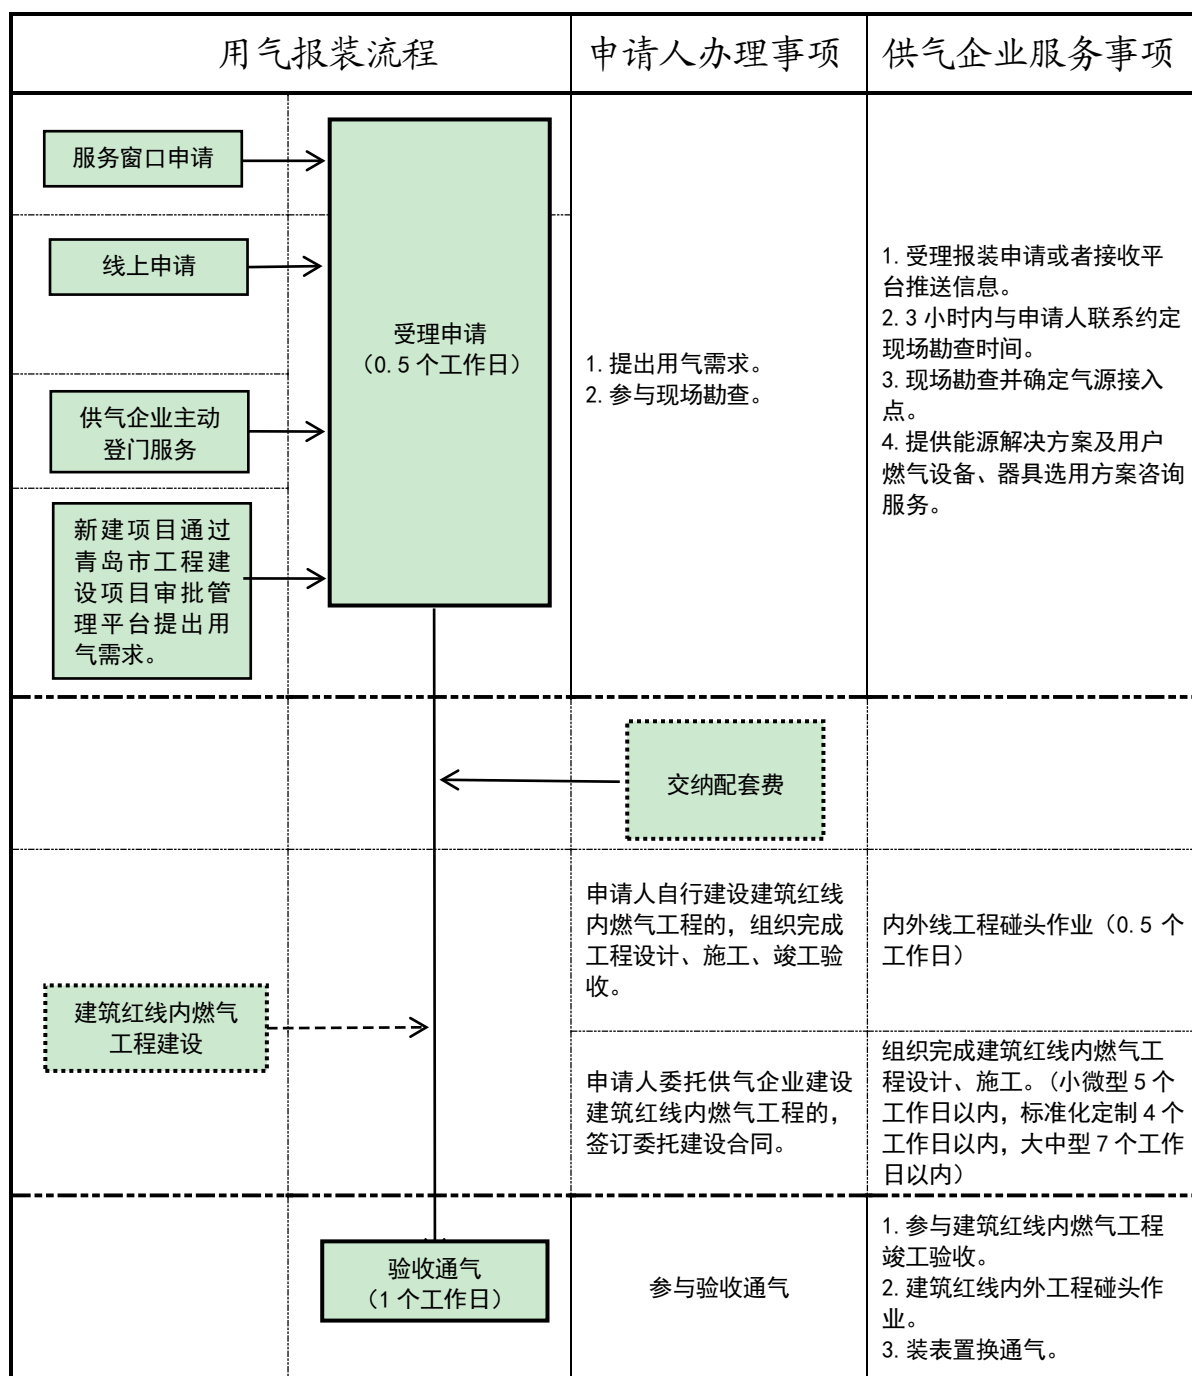 用气报装流程
申请人办理事项
供气企业服务事项
服务窗口申请
线上申请
供气企业主动
登门服务
新建项目通过
青岛市工程建
设项目审批管
理平台提出用
气需求。
受理申请
（0.5个工作日）
1.提出用气需求。
2.参与现场勘查。
1.受理报装申请或者接收平
台推送信息。
2.3小时内与申请人联系约定
现场勘查时间。
3.现场勘查并确定气源接入
点。
4.提供能源解决方案及用户
燃气设备、器具选用方案咨询
服务。
交纳配套费
建筑红线内燃气
工程建设
申请人自行建设建筑红线
内燃气工程的，组织完成
工程设计、施工、竣工验
收。
内外线工程碰头作业（0.5个
工作日）
申请人委托供气企业建设
建筑红线内燃气工程的，
签订委托建设合同。
组织完成建筑红线内燃气工
程设计、施工。（小微型5个
工作日以内，标准化定制4个
工作日以内，大中型7个工作
日以内）
验收通气
（1个工作日）
参与验收通气
1.参与建筑红线内燃气工程
竣工验收。
2.建筑红线内外工程碰头作
业。
3.装表置换通气。